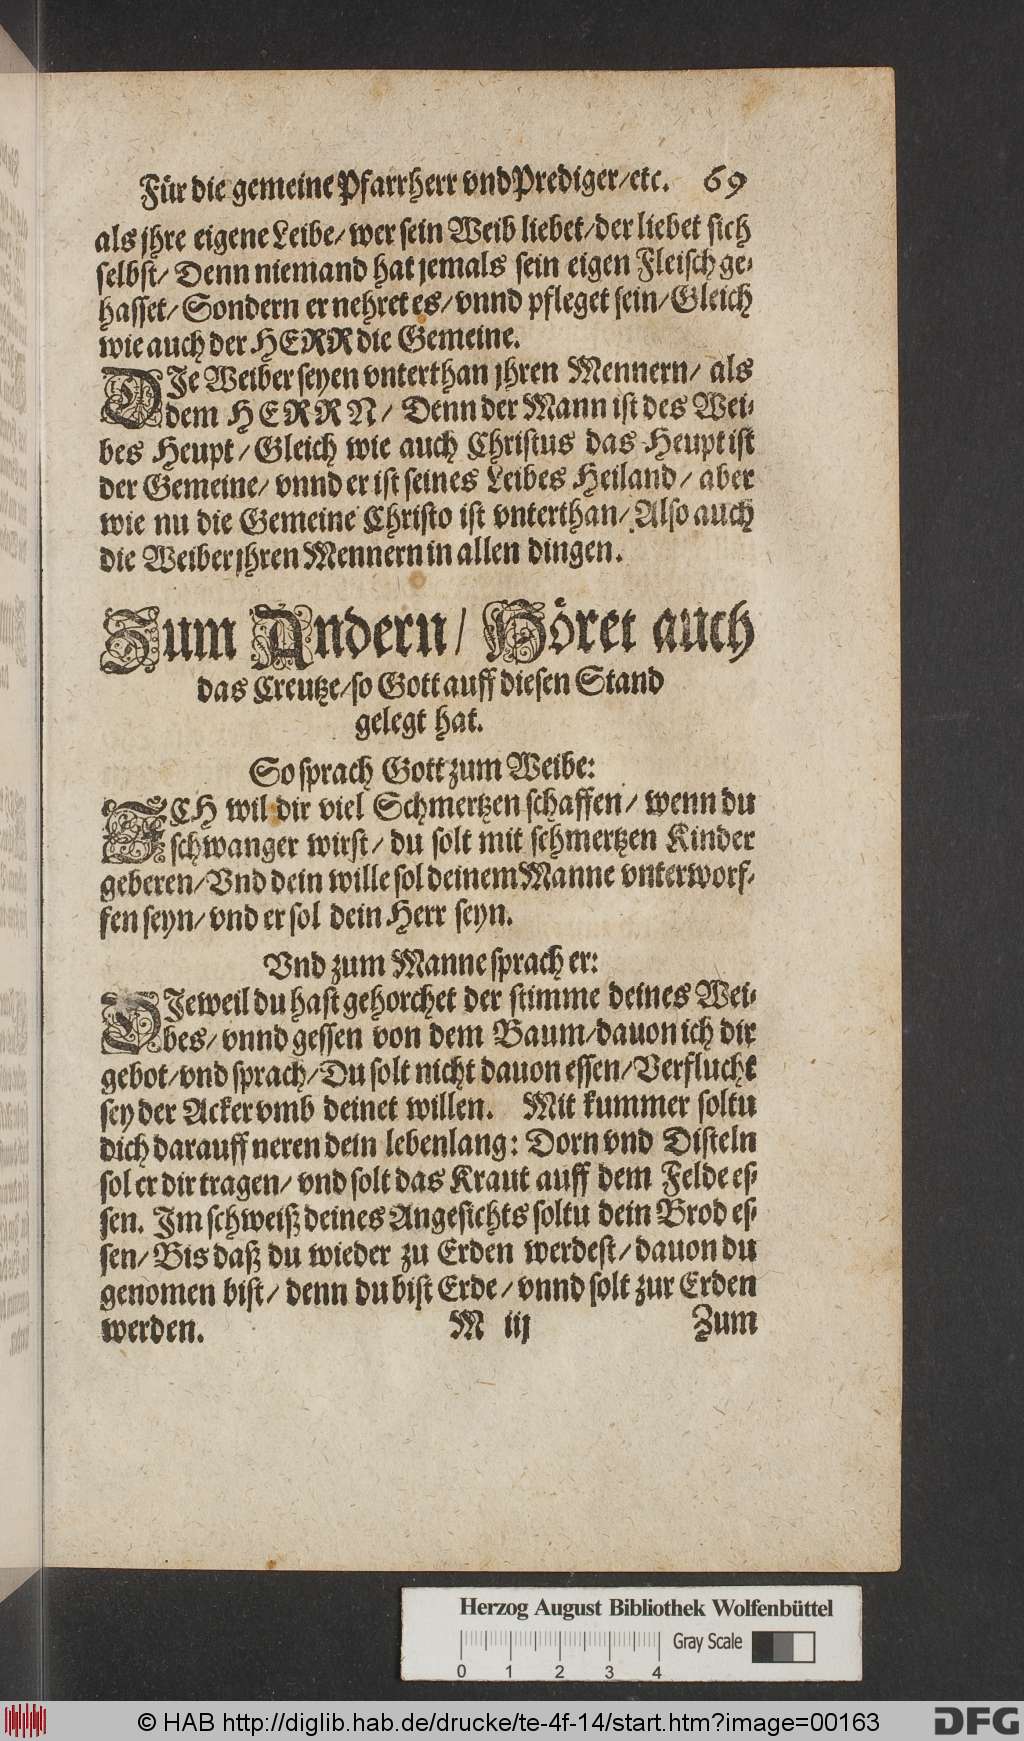 Für die gemeine Pfarrherr vnd Prediger/etc. 69
als jhre eigene Leibe/wer sein Weib liebet/der liebet sich
selbst/ Denn niemand hat jemals sein eigen Fleisch ge-
hasset/ Sondern er nehret es/ vnnd pfleget sein/ Gleich
wie auch der HERR die Gemeine.
DIe Weiber seyen vnterthan jhren Mennern/ als
dem HERRN/ Denn der Mann ist des Wei-
bes Heupt/ Gleich wie auch Christus das Heupt ist
der Gemeine/ vnnd er ist seines Leibes Heiland/ aber
wie nu die Gemeine Christo ist vnterthan/ Also auch
die Weiber jhren Mennern in allen dingen.
Zum Andern/ Höret auch
das Creutze/so Gott auff diesen Stand
gelegt hat.
So sprach Gott zum Weibe:
ICH wil dir viel Schmertzen schaffen/ wenn du
schwanger wirst/ du solt mit schmertzen Kinder
geberen/ Vnd dein wille sol deinem Manne vnterworf-
fen seyn/ vnd er sol dein Herr seyn.
Vnd zum Manne sprach er:
DIeweil du hast gehorchet der stimme deines Wei-
bes/ vnnd gessen von dem Baum/dauon ich dir
gebot/vnd sprach/Du solt nicht dauon essen/Verflucht
sey der Acker vmb deinet willen. Mit kummer soltu
dich darauff neren dein lebenlang: Dorn vnd Disteln
sol er dir tragen/ vnd solt das Kraut auff dem Felde es-
sen. Im schweiß deines Angesichts soltu dein Brod es-
sen/ Bis daß du wieder zu Erden werdest/ dauon du
genomen bist/ denn du bist Erde/ vnnd solt zur Erden
werden. M iij Zum
Herzog August Bibliothek Wolfenbüttel
Gray Scale
0 1 2 3 4
© HAB http://diglib.hab.de/drucke/te-4f-14/start.htm?image=00163 DFG